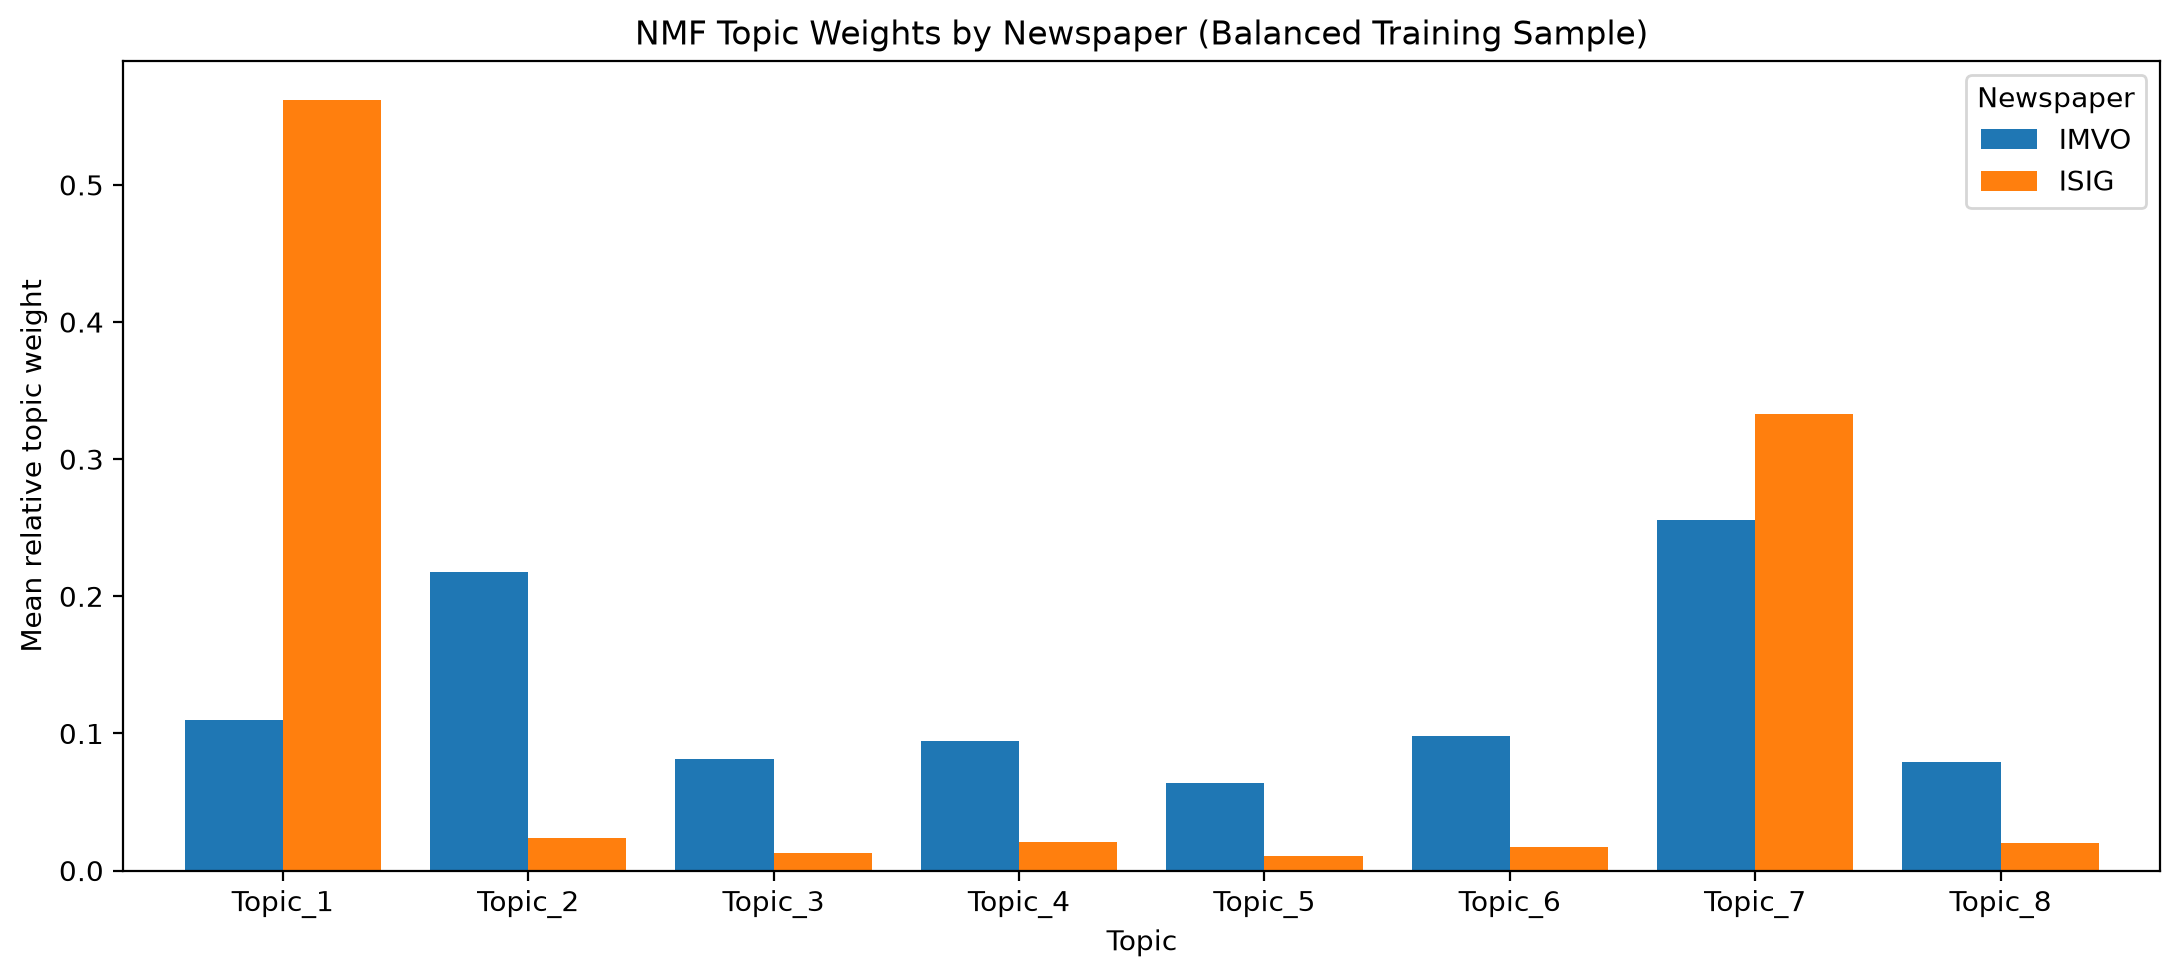 NMF Topic Weights by Newspaper (Balanced Training Sample)
Newspaper
IMVO
ISIG
Mean relative topic weight
0.5
0.4
0.3
0.2
0.1
0.0
Topic_1 Topic_2 Topic_3 Topic_4 Topic_5 Topic_6 Topic_7 Topic_8
Topic